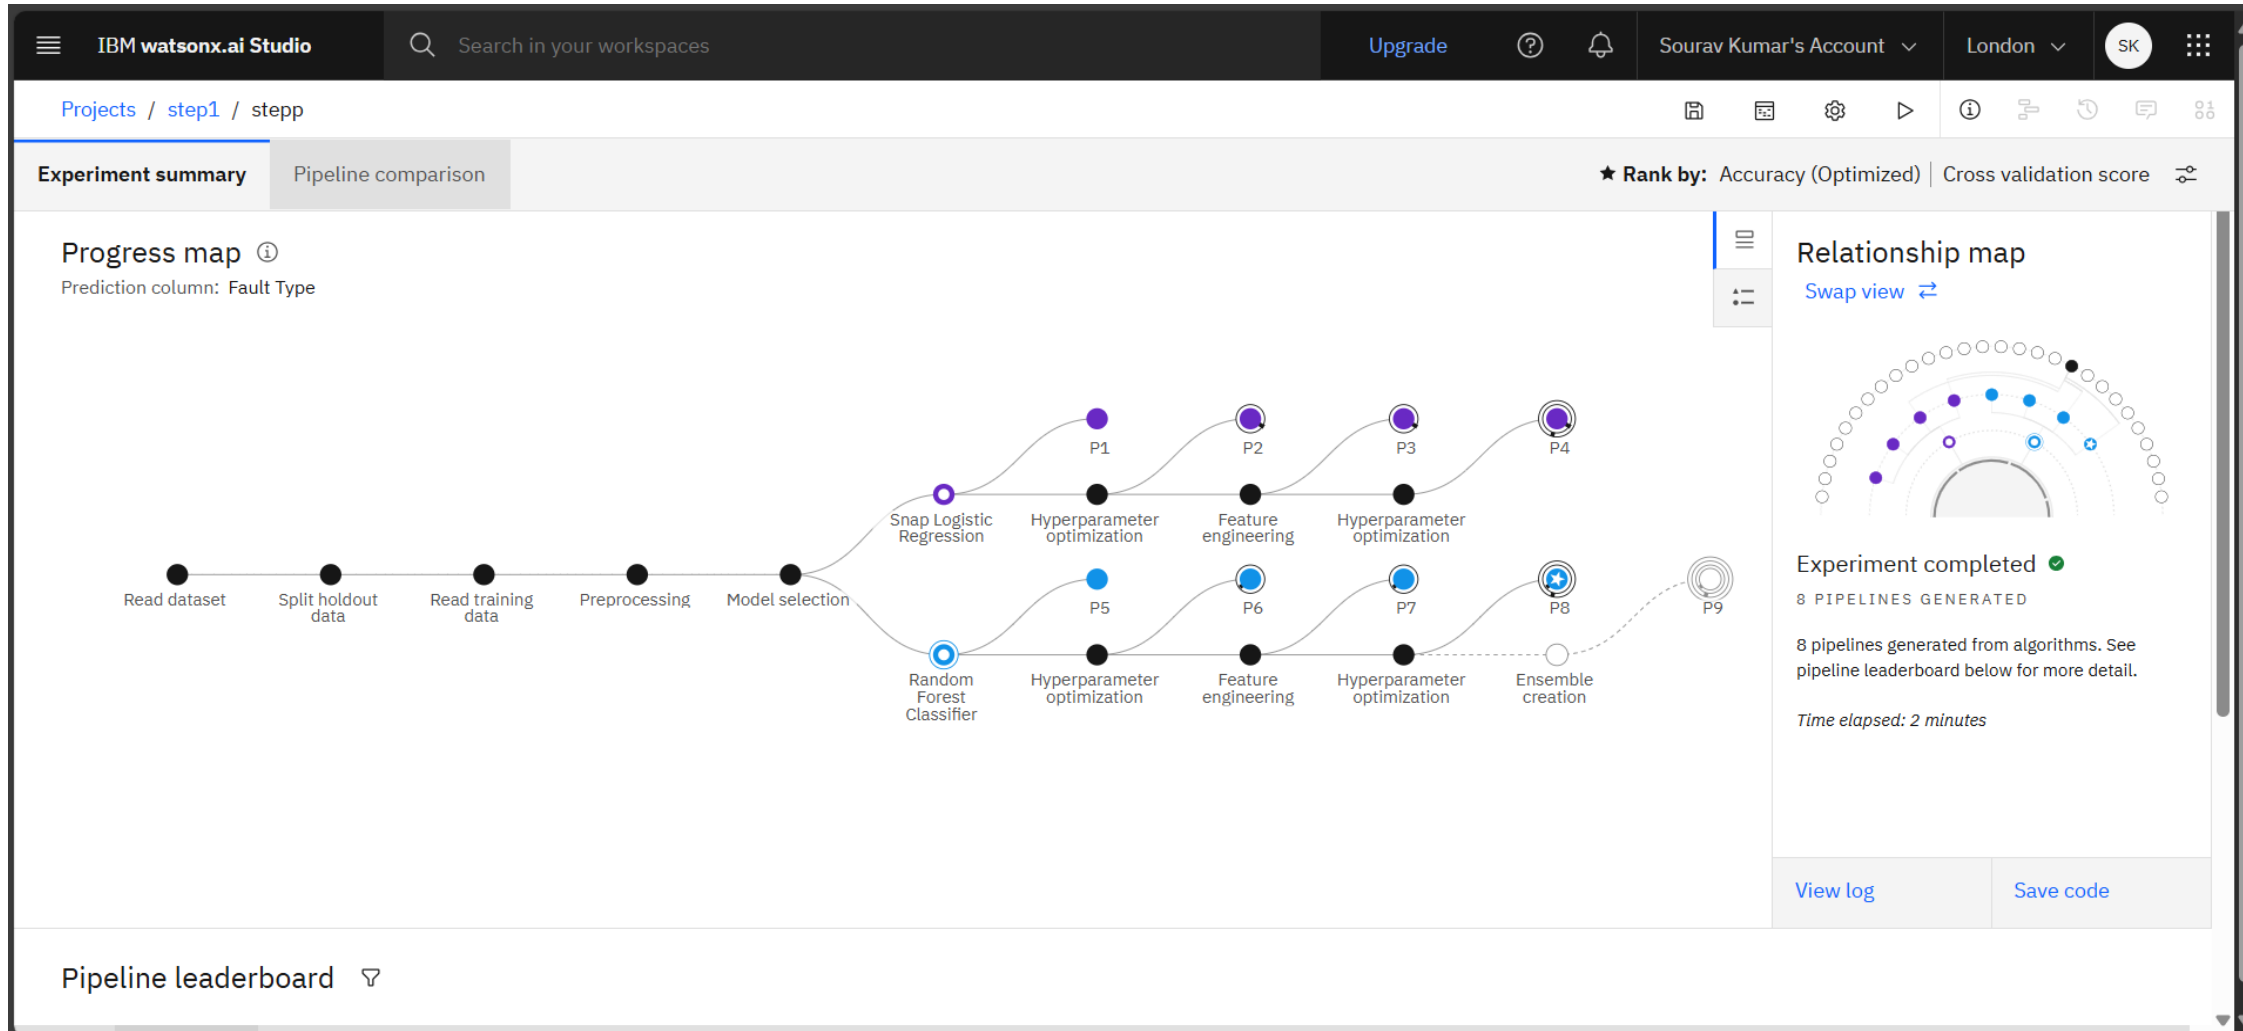 IBM watsonx.ai Studio
Search in your workspaces
Upgrade
Sourav Kumar's Account
London
SK
Projects / step1 / stepp
Experiment summary
Pipeline comparison
Rank by: Accuracy (Optimized) | Cross validation score
Progress map
Prediction column: Fault Type
P1
P2
P3
P4
Snap Logistic
Regression
Hyperparameter
optimization
Feature
engineering
Hyperparameter
optimization
Read dataset
Split holdout
data
Read training
data
Preprocessing
Model selection
P5
P6
P7
P8
P9
Random
Forest
Classifier
Hyperparameter
optimization
Feature
engineering
Hyperparameter
optimization
Ensemble
creation
Relationship map
Swap view
Experiment completed
8 PIPELINES GENERATED
8 pipelines generated from algorithms. See
pipeline leaderboard below for more detail.
Time elapsed: 2 minutes
View log
Save code
Pipeline leaderboard